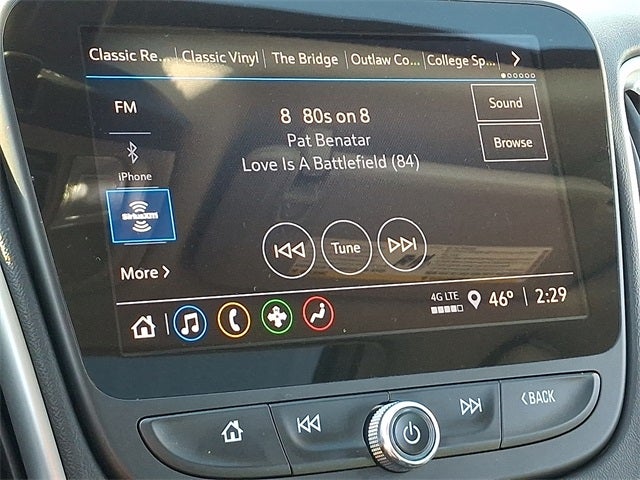 Classic Re... Classic Vinyl The Bridge Outlaw Co... College Sp...
FM
8 80s on 8
Sound
Pat Benatar
Browse
Love Is A Battlefield (84)
iPhone
SiriusXM
Tune
More
4G LTE
46° 2:29
BACK